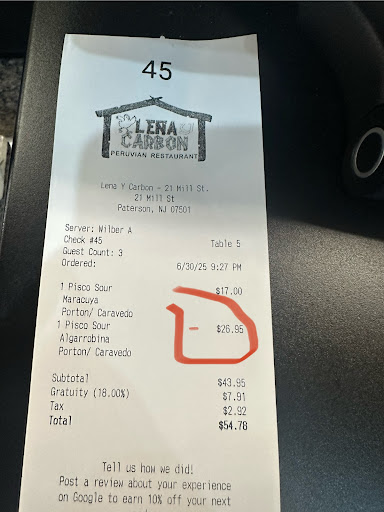 45
LEÑA Y
CARBON
PERUVIAN RESTAURANT
Lena Y Carbon - 21 Mill St.
21 Mill St
Paterson, NJ 07501
Server: Wilber A
Check #45 Table 5
Guest Count: 3
Ordered: 6/30/25 9:27 PM
1 Pisco Sour $17.00
Maracuya
Porton/ Caravedo
1 Pisco Sour $26.95
Algarrobina
Porton/ Caravedo
Subtotal $43.95
Gratuity (18.00%) $7.91
Tax $2.92
Total $54.78
Tell us how we did!
Post a review about your experience
on Google to earn 10% off your next